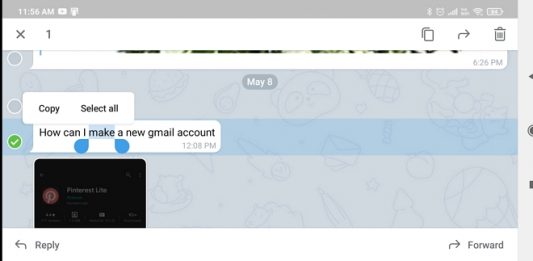 11:56 AM
1
6:26 PM
May 8
Copy Select all
How can I make a new gmail account
12:08 PM
Pinterest Lite
Reply Forward